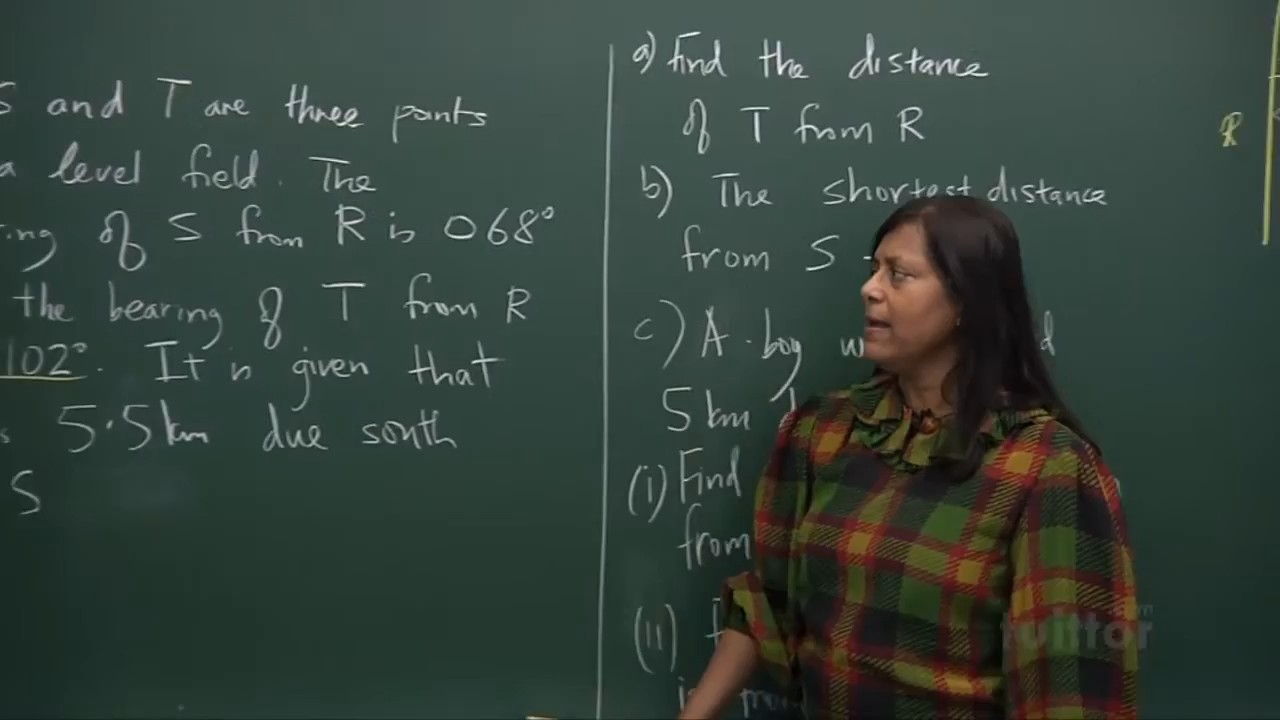 S and T are three points
a level field. The
ing of S from R is 068°
the bearing of T from R
102°. It is given that
s 5.5km due south
S
a) Find the distance
of T from R
b) The shortest distance
from S
c) A boy
5km
(i) Find
from
(ii)
R
tuittor